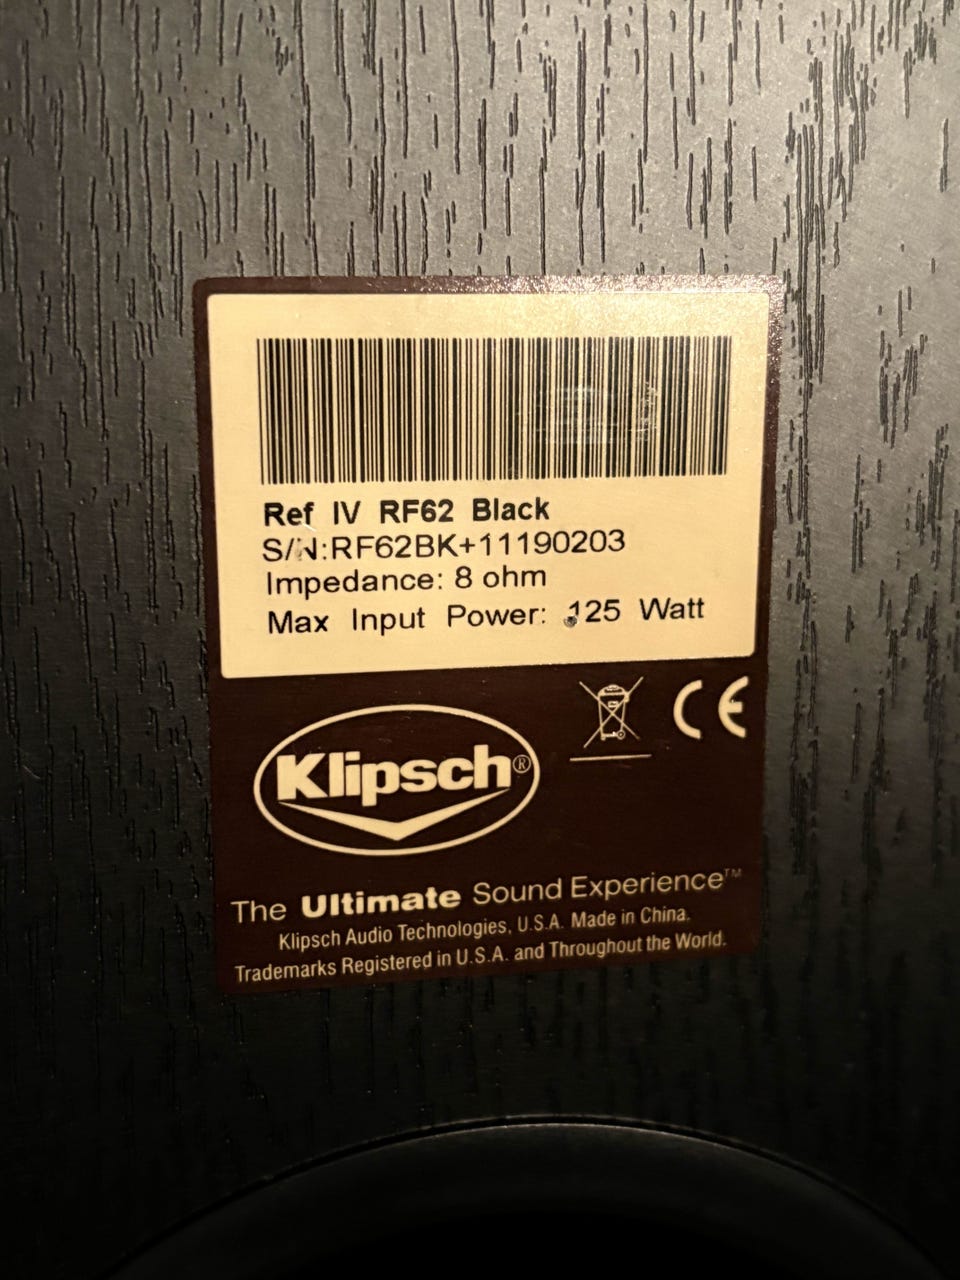 Ref IV RF62 Black
S/N:RF62BK+11190203
Impedance: 8 ohm
Max Input Power: 125 Watt
CE
Klipsch®
The Ultimate Sound Experience™
Klipsch Audio Technologies, U.S.A. Made in China.
Trademarks Registered in U.S.A. and Throughout the World.